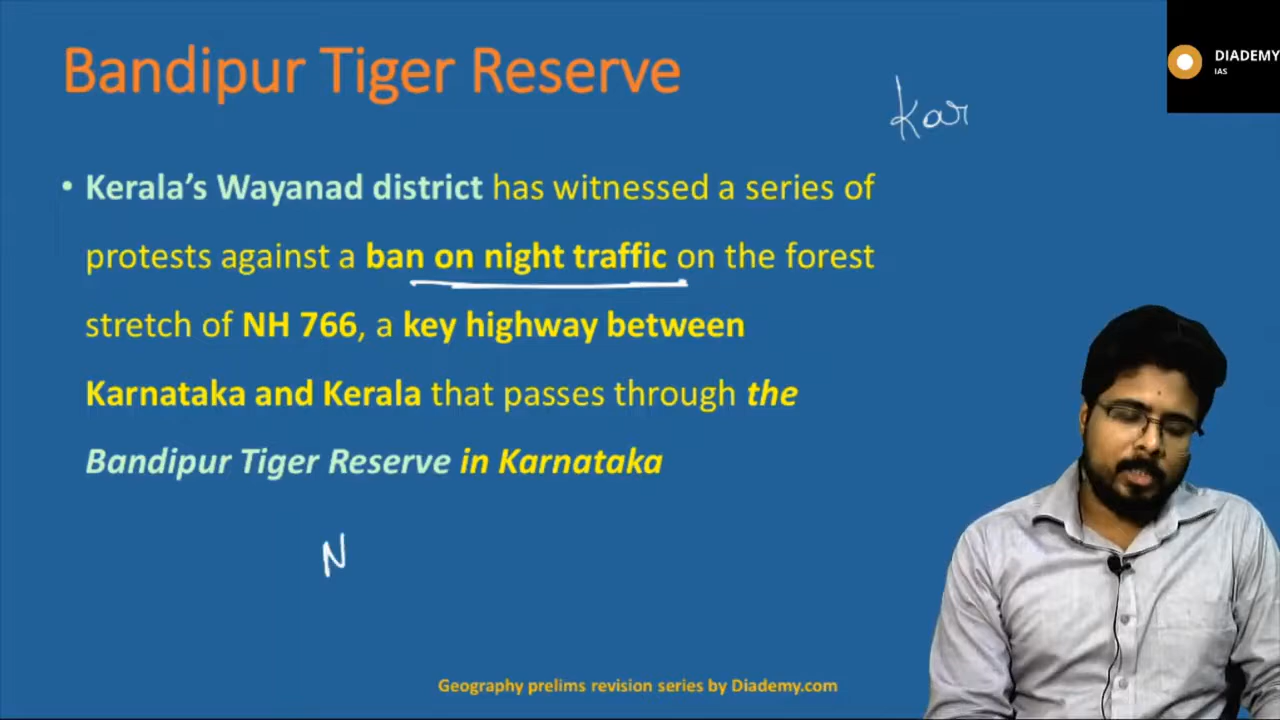 Bandipur Tiger Reserve
DIADEMY
IAS
kar
• Kerala's Wayanad district has witnessed a series of
protests against a ban on night traffic on the forest
stretch of NH 766, a key highway between
Karnataka and Kerala that passes through the
Bandipur Tiger Reserve in Karnataka
N
Geography prelims revision series by Diademy.com